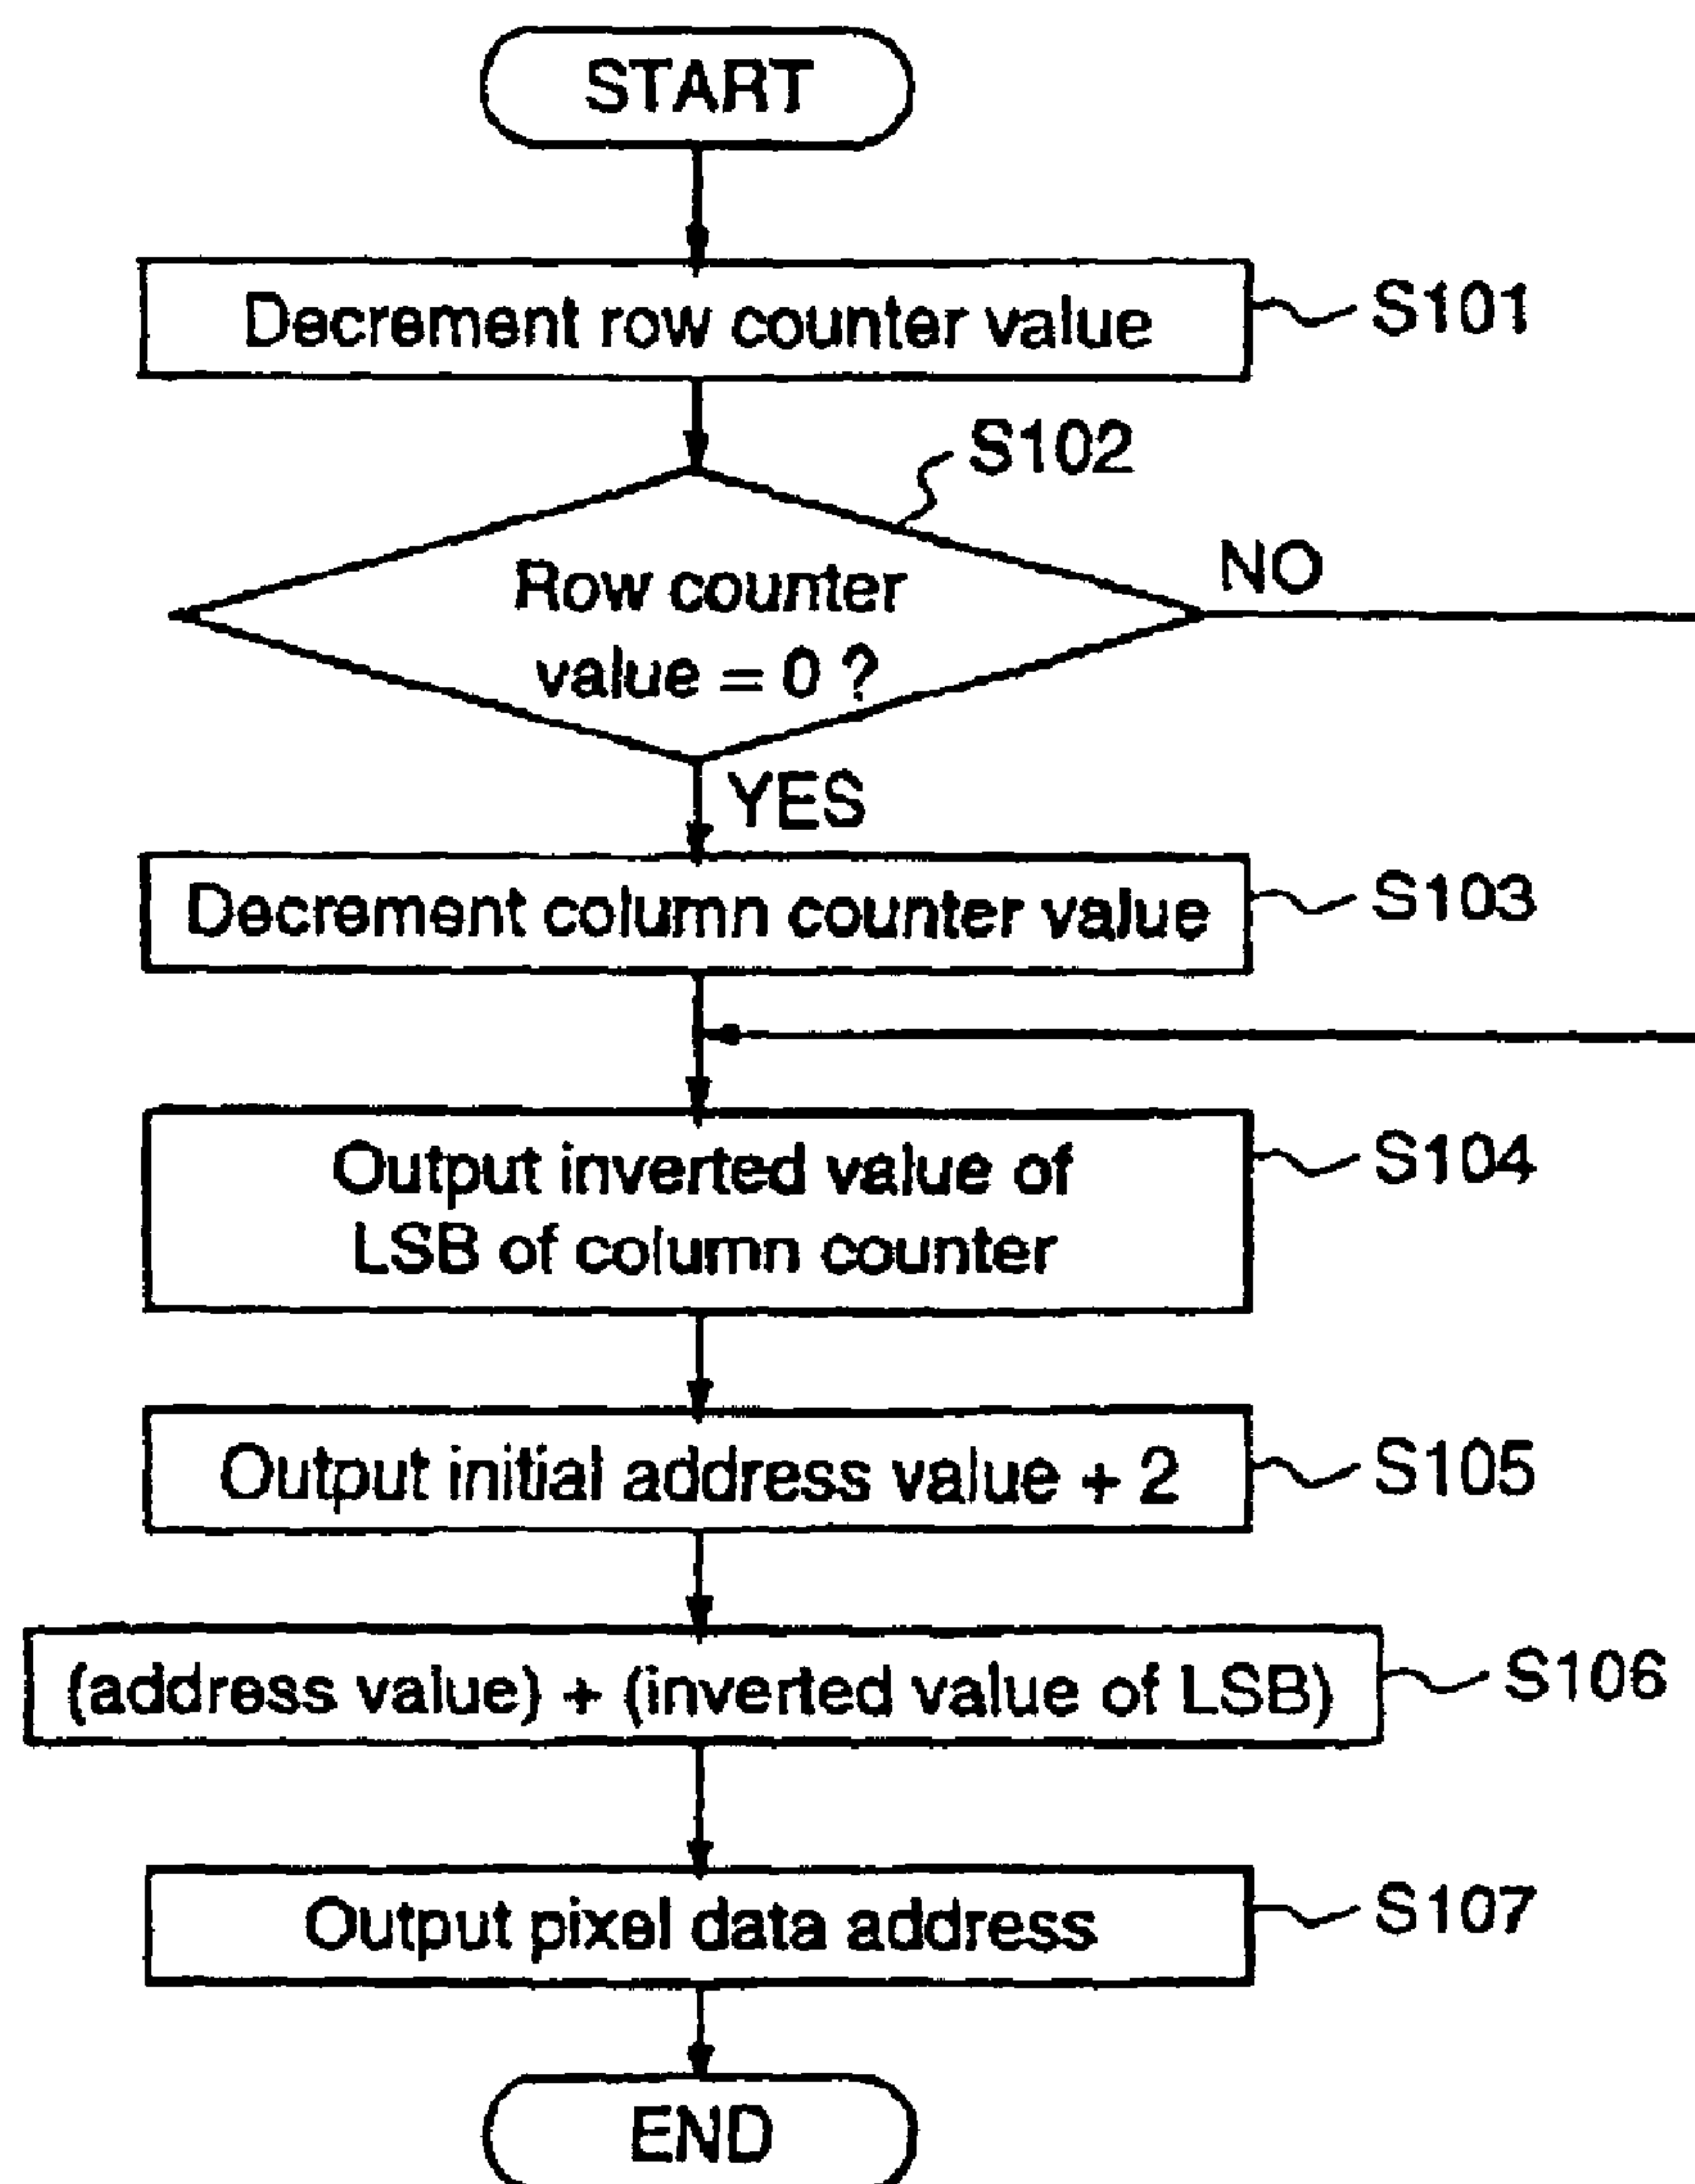 START
Decrement row counter value
S101
S102
Row counter
value = 0 ?
NO
YES
Decrement column counter value
S103
Output inverted value of
LSB of column counter
S104
Output initial address value + 2
S105
(address value) + (inverted value of LSB)
S106
Output pixel data address
S107
END